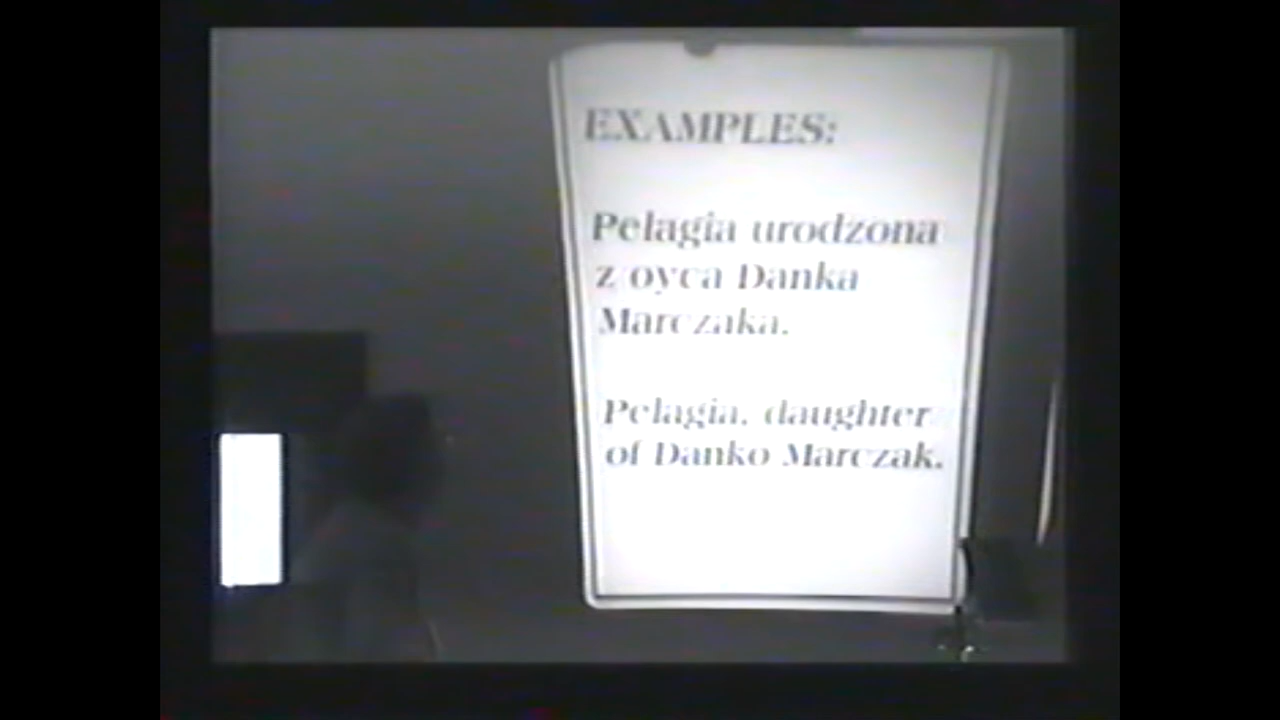 EXAMPLES:
Pelagia urodzona
z oyca Danka
Marczaka.
Pelagia, daughter
of Danko Marczak.